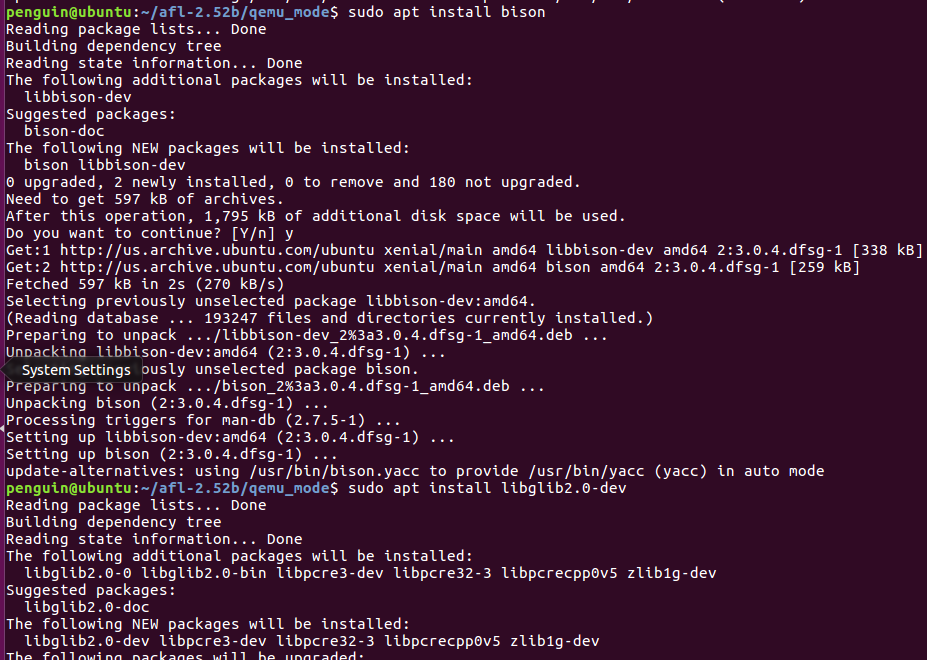 penguin@ubuntu:~/afl-2.52b/qemu_mode$ sudo apt install bison
Reading package lists... Done
Building dependency tree
Reading state information... Done
The following additional packages will be installed:
  libbison-dev
Suggested packages:
  bison-doc
The following NEW packages will be installed:
  bison libbison-dev
0 upgraded, 2 newly installed, 0 to remove and 180 not upgraded.
Need to get 597 kB of archives.
After this operation, 1,795 kB of additional disk space will be used.
Do you want to continue? [Y/n] y
Get:1 http://us.archive.ubuntu.com/ubuntu xenial/main amd64 libbison-dev amd64 2:3.0.4.dfsg-1 [338 kB]
Get:2 http://us.archive.ubuntu.com/ubuntu xenial/main amd64 bison amd64 2:3.0.4.dfsg-1 [259 kB]
Fetched 597 kB in 2s (270 kB/s)
Selecting previously unselected package libbison-dev:amd64.
(Reading database ... 193247 files and directories currently installed.)
Preparing to unpack .../libbison-dev_2%3a3.0.4.dfsg-1_amd64.deb ...
Unpacking libbison-dev:amd64 (2:3.0.4.dfsg-1) ...
System Settings
ously unselected package bison.
Preparing to unpack .../bison_2%3a3.0.4.dfsg-1_amd64.deb ...
Unpacking bison (2:3.0.4.dfsg-1) ...
Processing triggers for man-db (2.7.5-1) ...
Setting up libbison-dev:amd64 (2:3.0.4.dfsg-1) ...
Setting up bison (2:3.0.4.dfsg-1) ...
update-alternatives: using /usr/bin/bison.yacc to provide /usr/bin/yacc (yacc) in auto mode
penguin@ubuntu:~/afl-2.52b/qemu_mode$ sudo apt install libglib2.0-dev
Reading package lists... Done
Building dependency tree
Reading state information... Done
The following additional packages will be installed:
  libglib2.0-0 libglib2.0-bin libpcre3-dev libpcre32-3 libpcrecpp0v5 zlib1g-dev
Suggested packages:
  libglib2.0-doc
The following NEW packages will be installed:
  libglib2.0-dev libpcre3-dev libpcre32-3 libpcrecpp0v5 zlib1g-dev
The following packages will be upgraded: